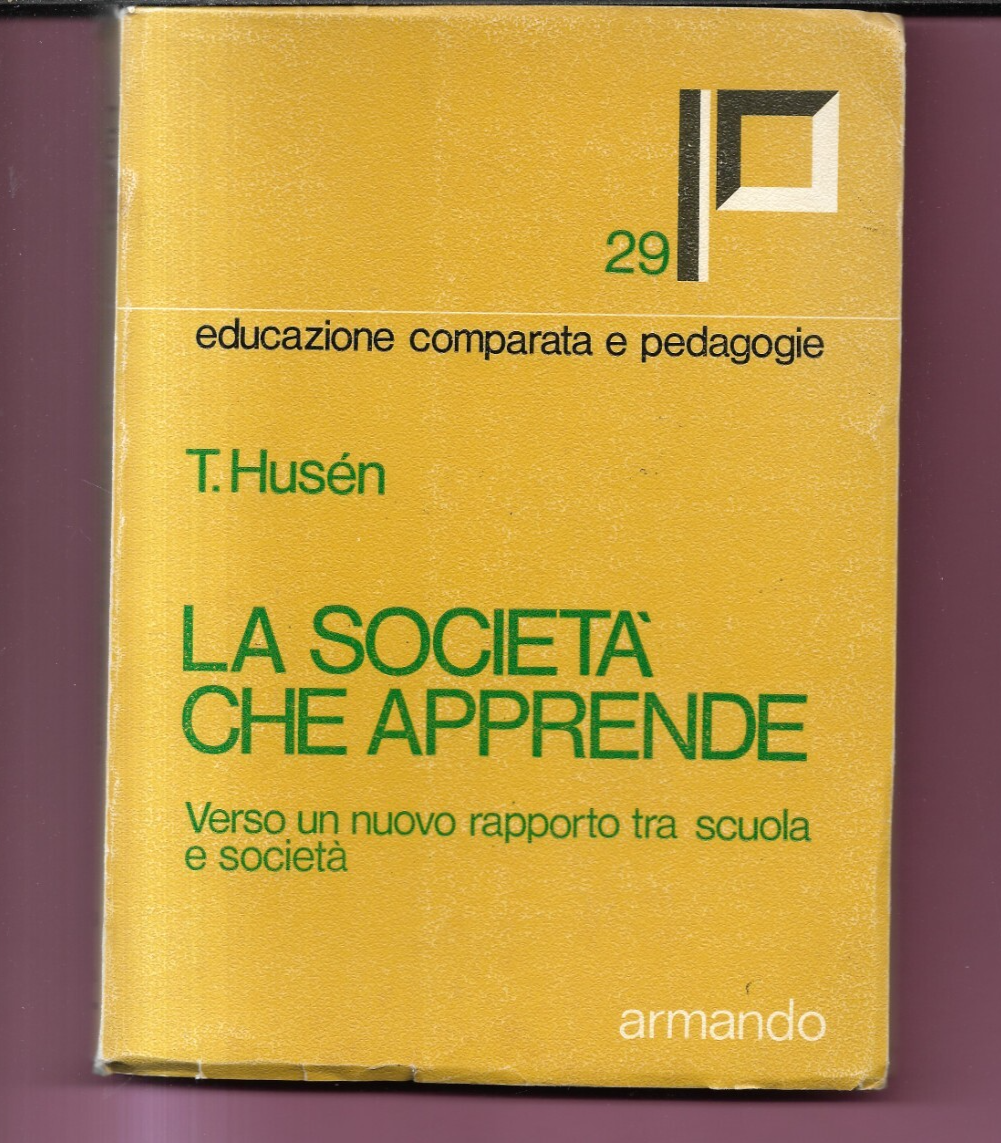 29
educazione comparata e pedagogie
T. Husén
LA SOCIETÀ
CHE APPRENDE
Verso un nuovo rapporto tra scuola
e società
armando